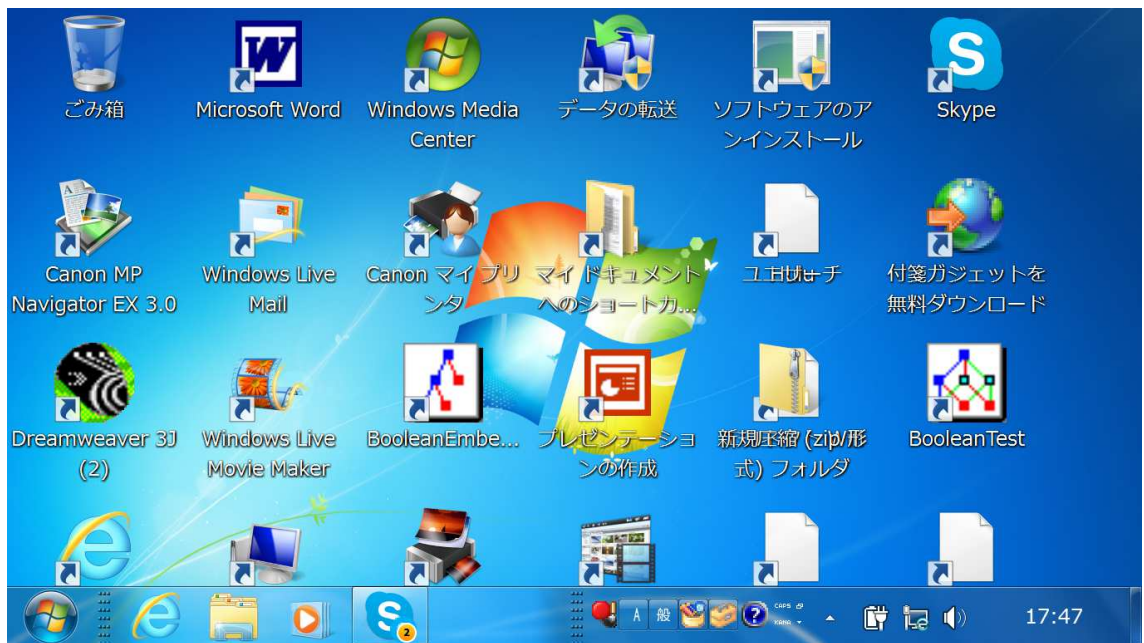 ごみ箱
Microsoft Word
Windows Media
Center
データの転送
ソフトウェアのア
ンインストール
Skype
Canon MP
Navigator EX 3.0
Windows Live
Mail
Canon マイ プリ
ンタ
マイ ドキュメント
へのショートカ...
付箋ガジェットを
無料ダウンロード
Dreamweaver 3J
(2)
Windows Live
Movie Maker
BooleanEmbe...
プレゼンテーショ
ンの作成
新規圧縮 (zip形
式) フォルダ
BooleanTest
2
A 般
CAPS
KANA
17:47